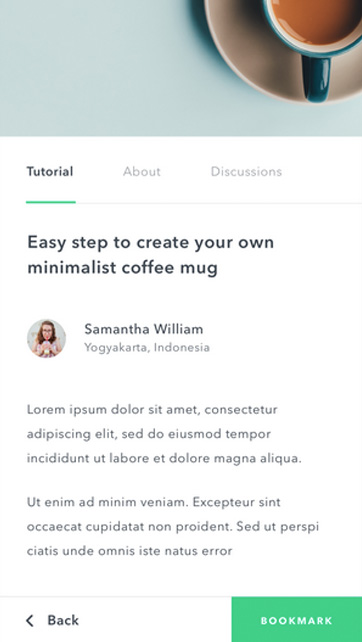 Tutorial About Discussions
Easy step to create your own
minimalist coffee mug
Samantha William
Yogyakarta, Indonesia
Lorem ipsum dolor sit amet, consectetur
adipiscing elit, sed do eiusmod tempor
incididunt ut labore et dolore magna aliqua.
Ut enim ad minim veniam. Excepteur sint
occaecat cupidatat non proident. Sed ut perspi
ciatis unde omnis iste natus error
Back BOOKMARK